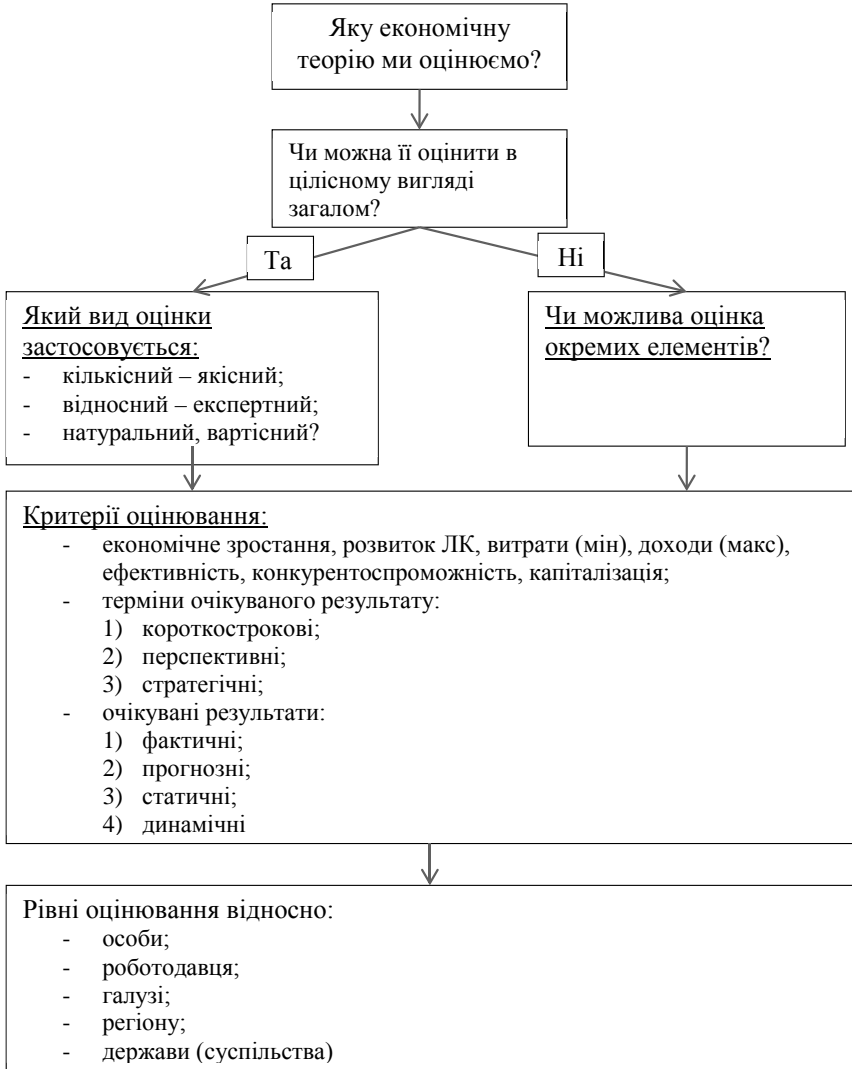 Яку економічну
теорію ми оцінюємо?
Чи можна її оцінити в
цілісному вигляді
загалом?
Та
Ні
Який вид оцінки
застосовується:
- кількісний – якісний;
- відносний – експертний;
- натуральний, вартісний?
Чи можлива оцінка
окремих елементів?
Критерії оцінювання:
- економічне зростання, розвиток ЛК, витрати (мін), доходи (макс),
ефективність, конкурентоспроможність, капіталізація;
- терміни очікуваного результату:
1) короткострокові;
2) перспективні;
3) стратегічні;
- очікувані результати:
1) фактичні;
2) прогнозні;
3) статичні;
4) динамічні
Рівні оцінювання відносно:
- особи;
- роботодавця;
- галузі;
- регіону;
- держави (суспільства)